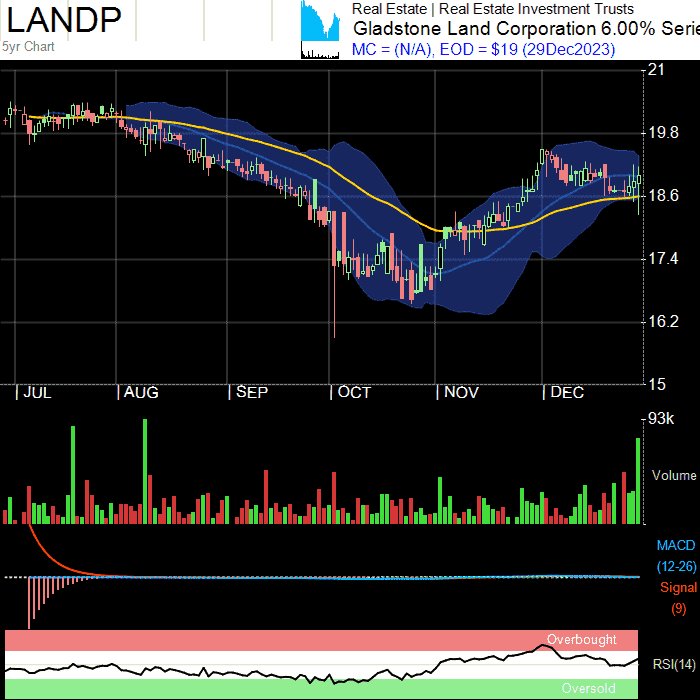 LANDP
5yr Chart
Real Estate | Real Estate Investment Trusts
Gladstone Land Corporation 6.00% Serie
MC = (N/A), EOD = $19 (29Dec2023)
21
19.8
18.6
17.4
16.2
15
| JUL | AUG | SEP | OCT | NOV | DEC
93k
Volume
MACD
(12-26)
Signal
(9)
Overbought
RSI(14)
Oversold